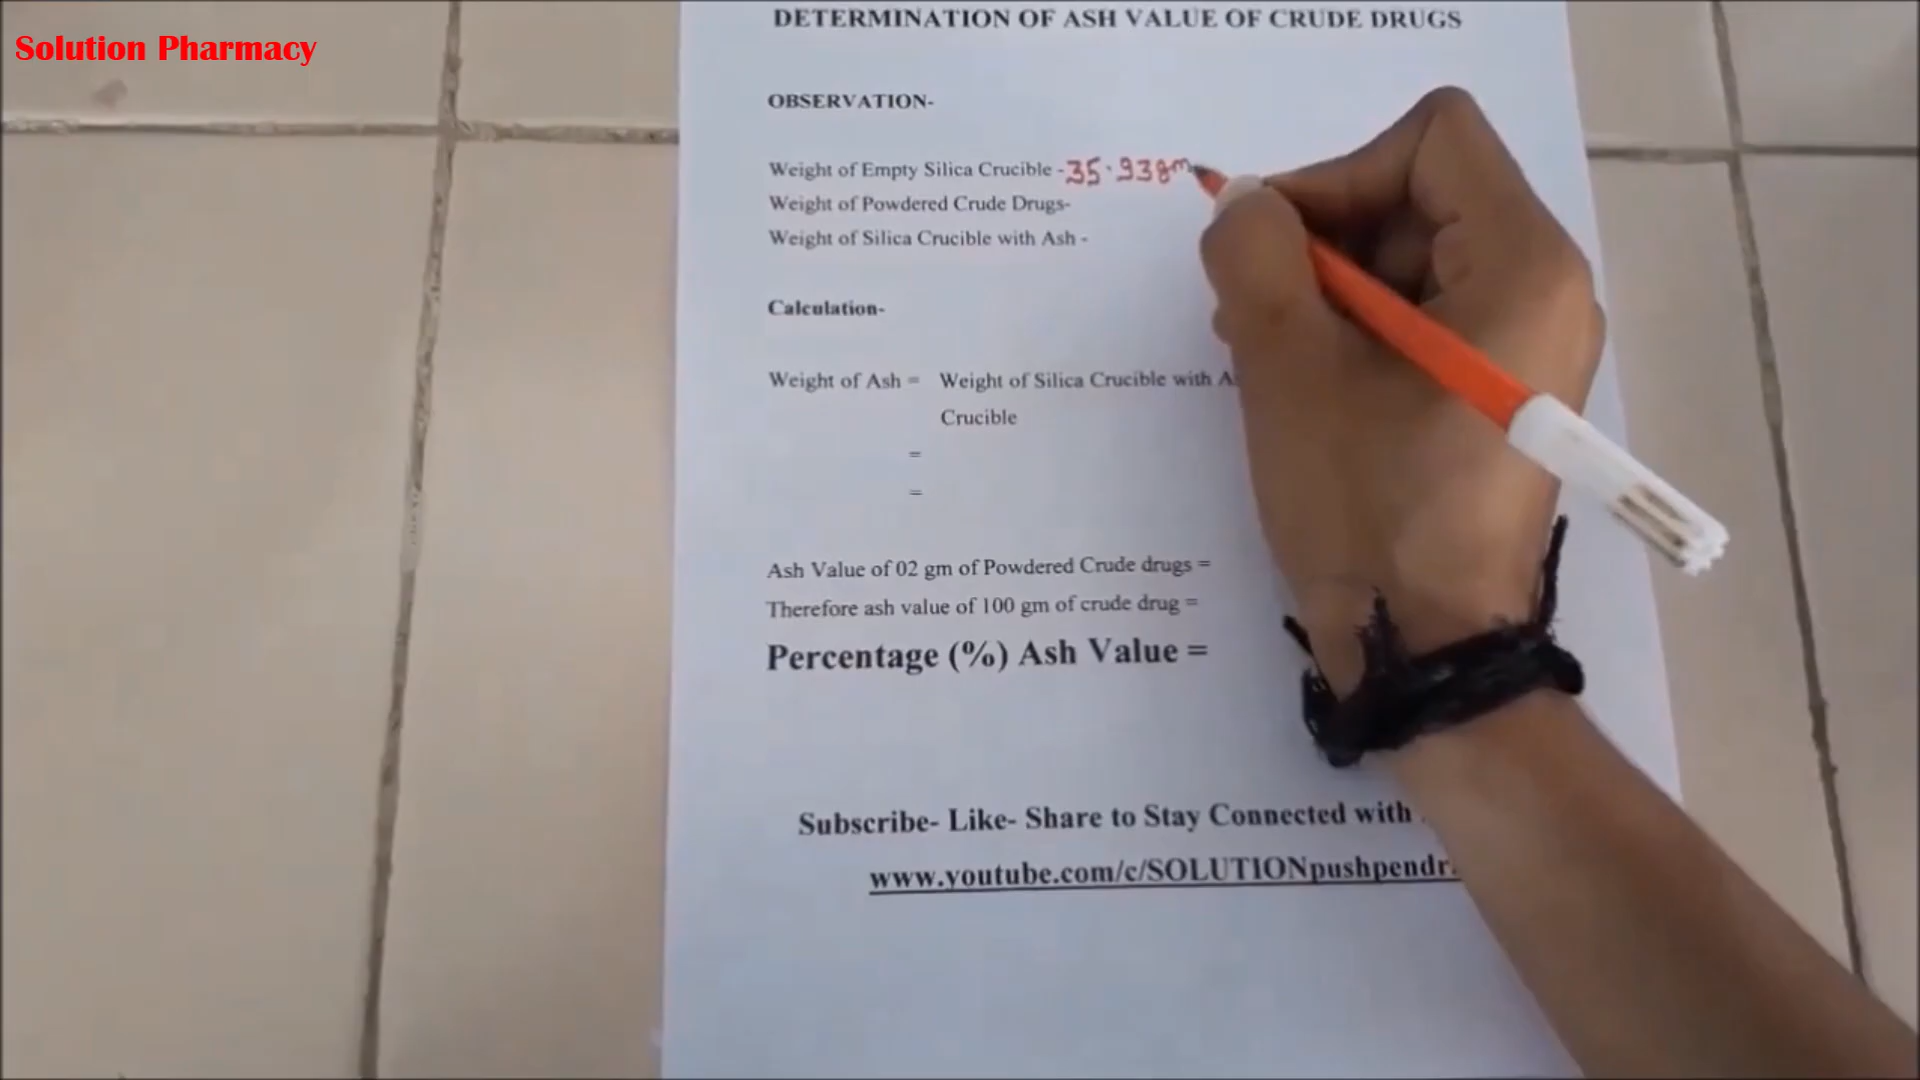 Solution Pharmacy
DETERMINATION OF ASH VALUE OF CRUDE DRUGS
OBSERVATION-
Weight of Empty Silica Crucible -35.93gm
Weight of Powdered Crude Drugs-
Weight of Silica Crucible with Ash -
Calculation-
Weight of Ash = Weight of Silica Crucible with
Crucible
=
=
Ash Value of 02 gm of Powdered Crude drugs =
Therefore ash value of 100 gm of crude drug =
Percentage (%) Ash Value =
Subscribe- Like- Share to Stay Connected with
www.youtube.com/c/SOLUTIONpushpendr